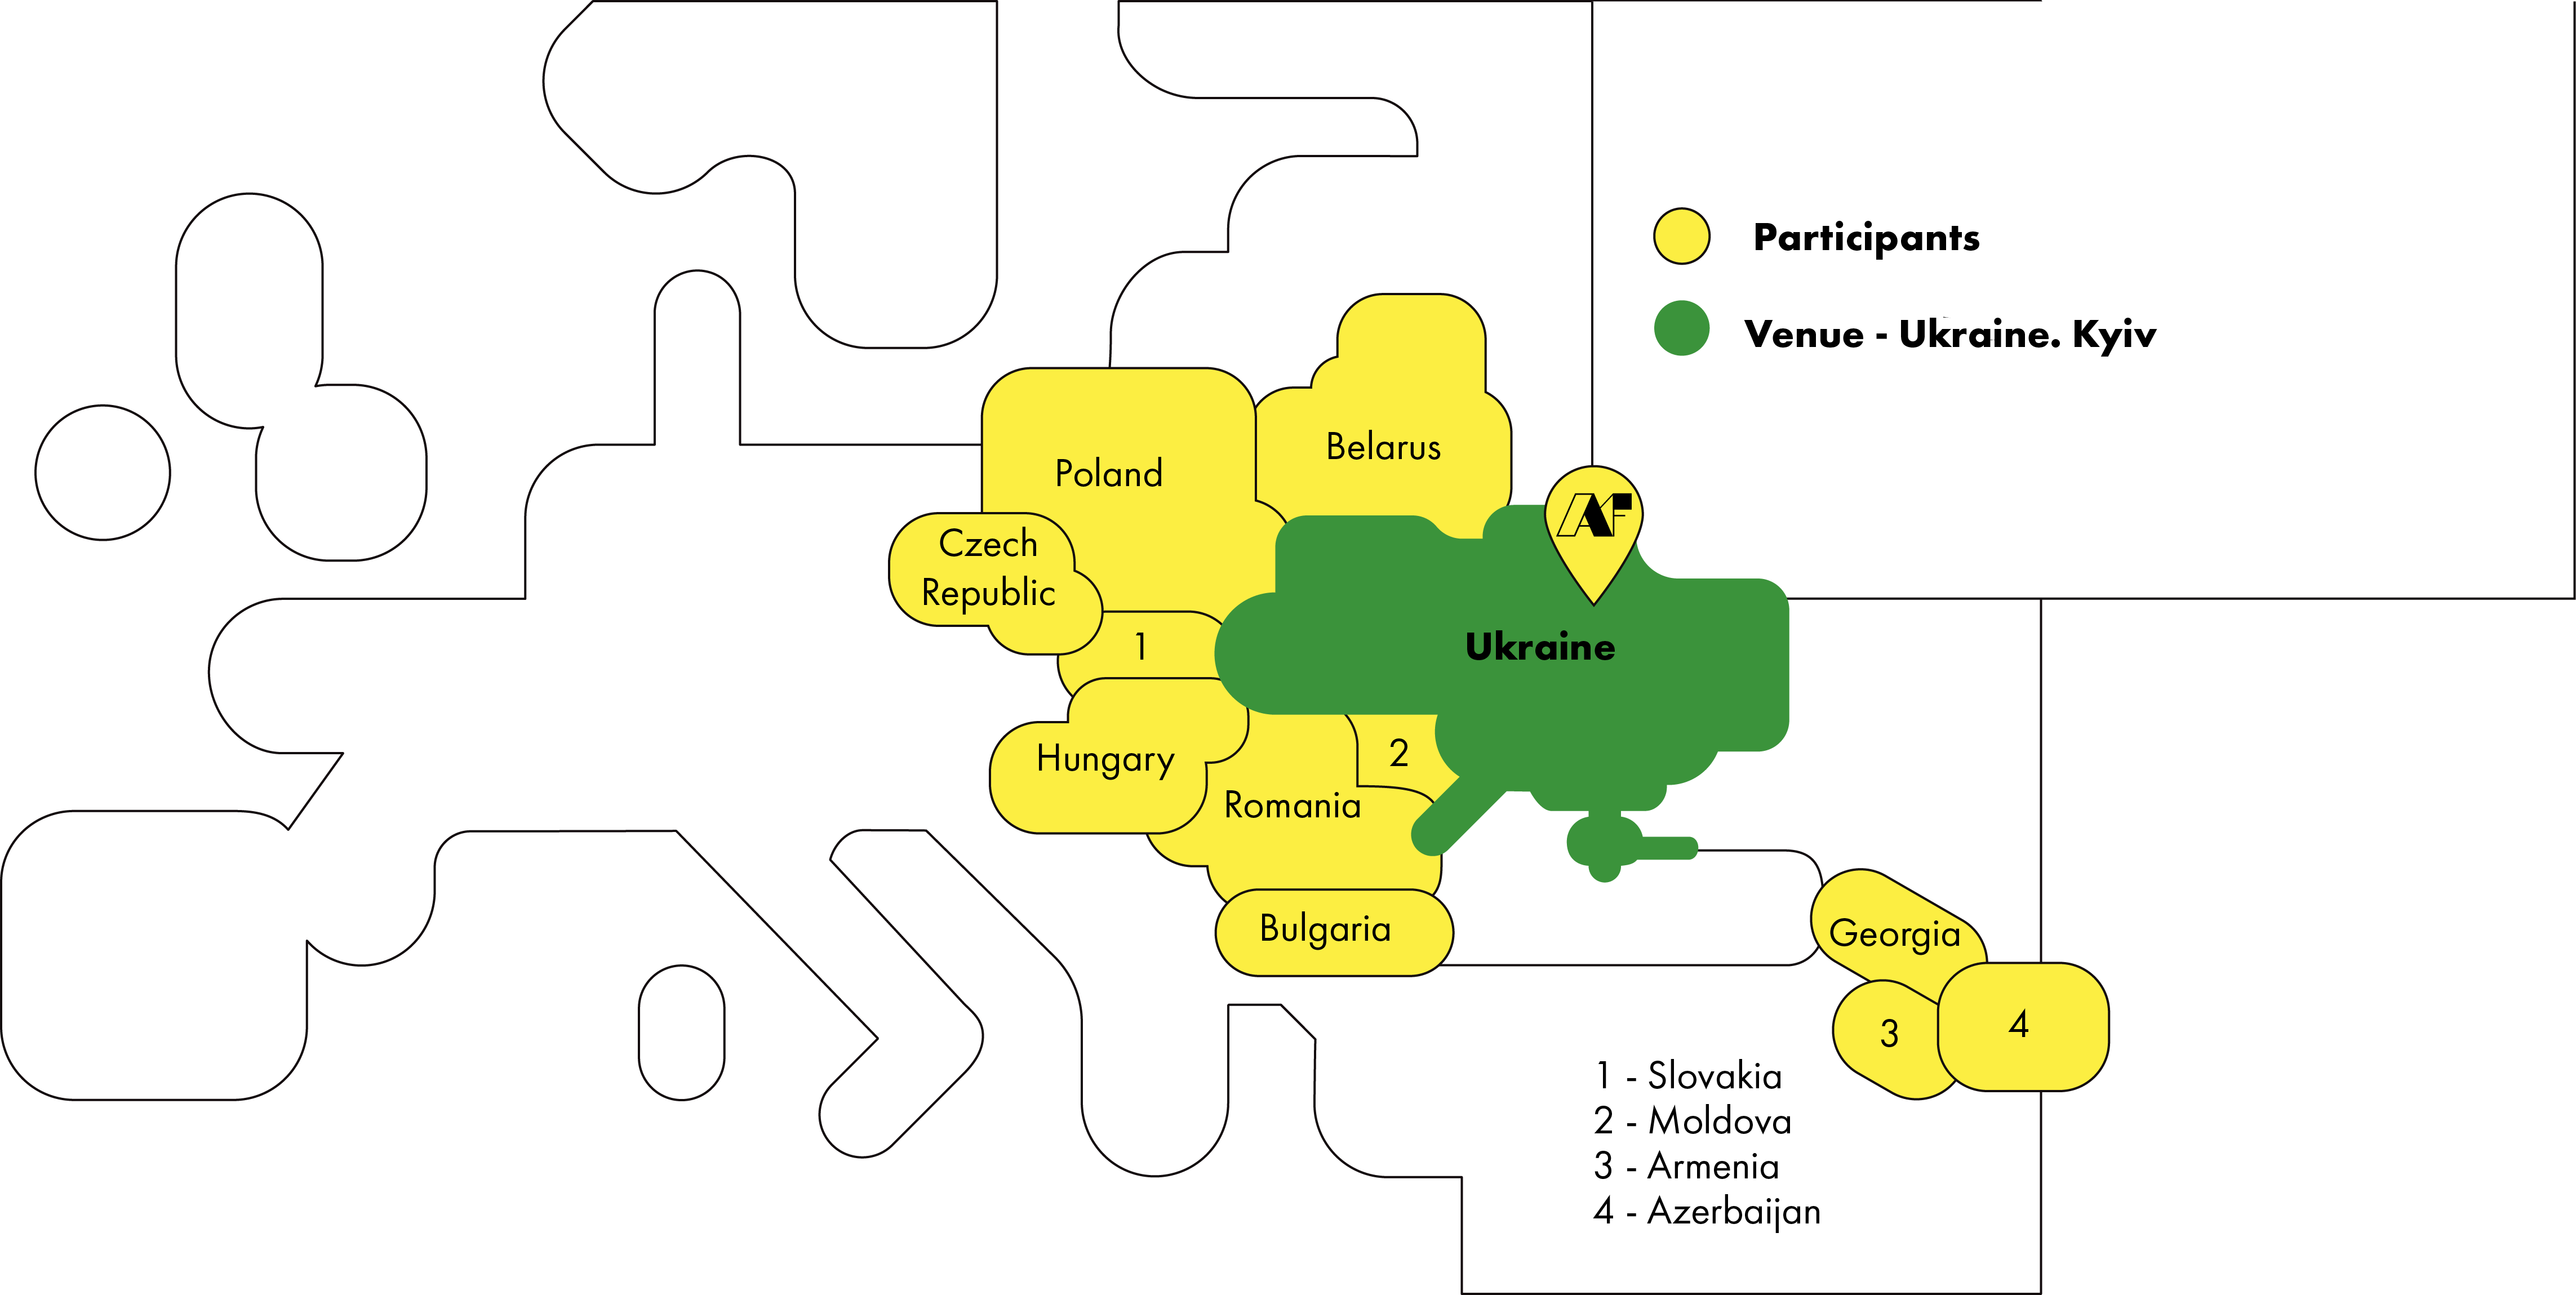 Participants
Venue - Ukraine. Kyiv
Belarus
Poland
AF
Czech
Republic
1
Ukraine
2
Hungary
Romania
Bulgaria
Georgia
3
4
1 - Slovakia
2 - Moldova
3 - Armenia
4 - Azerbaijan